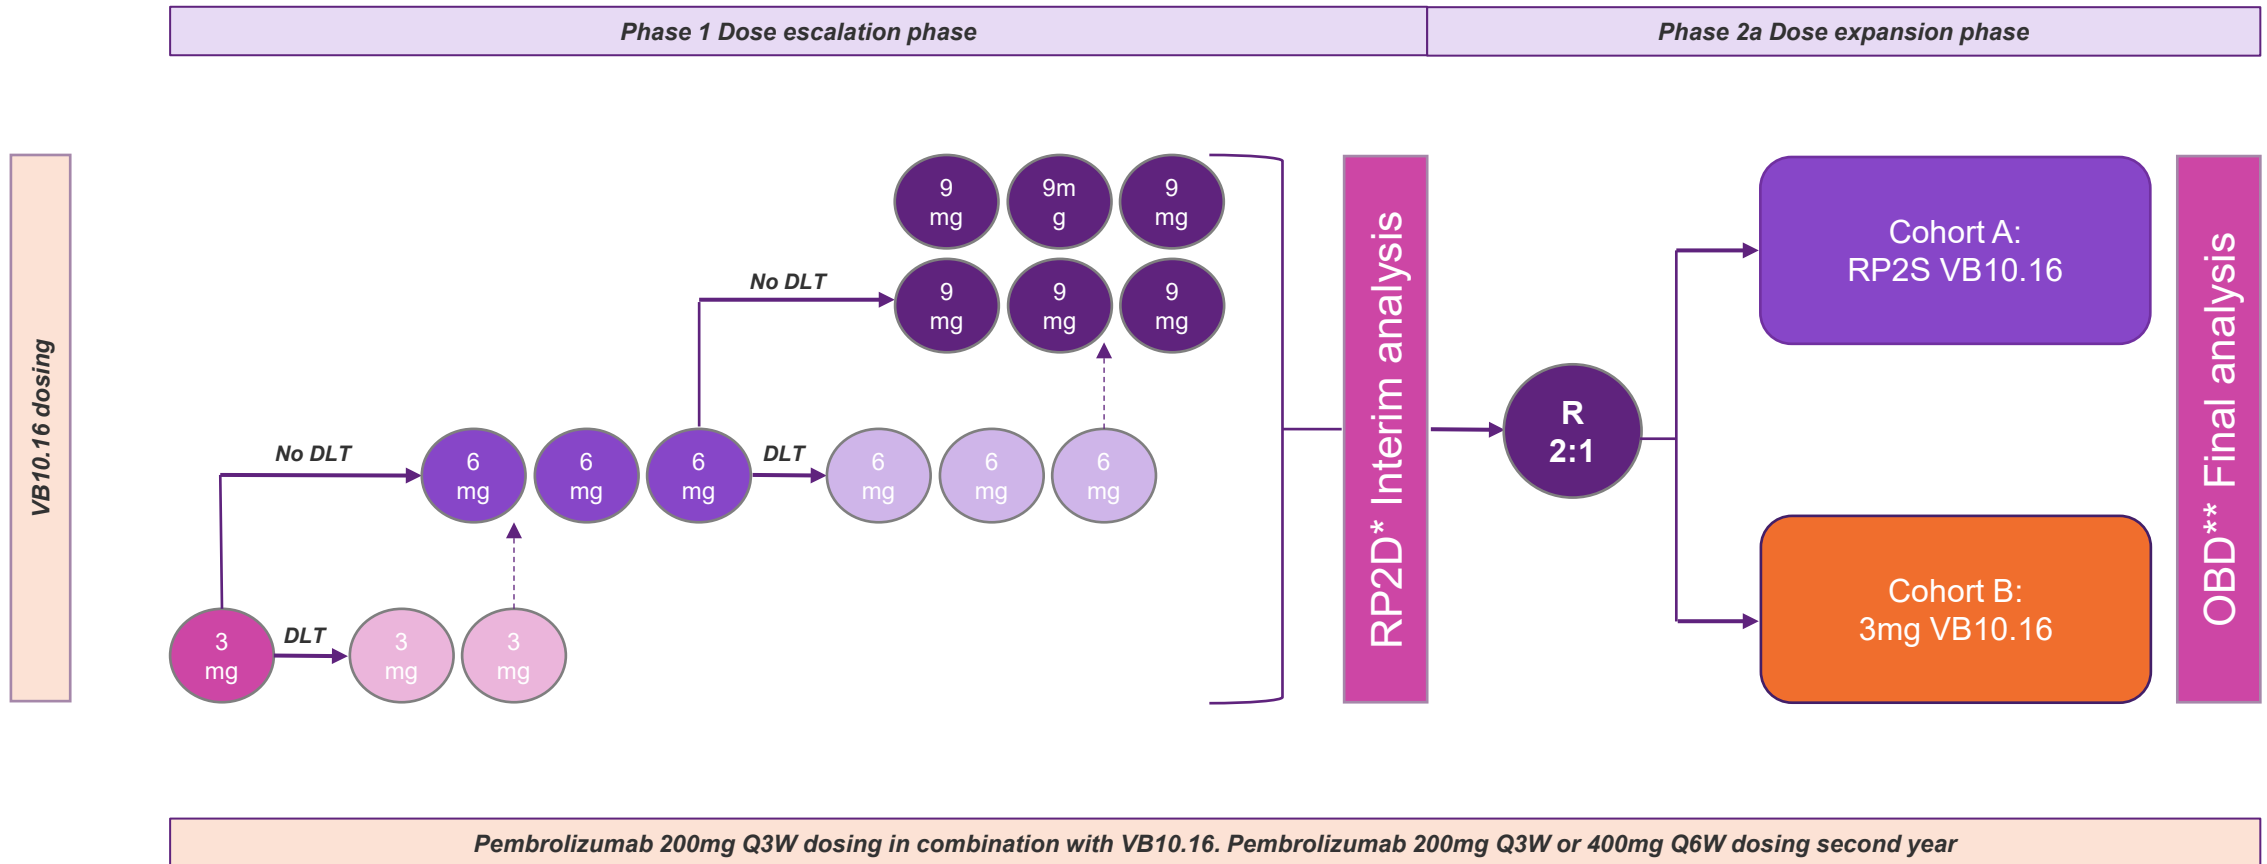 Phase 1 Dose escalation phase
Phase 2a Dose expansion phase
VB10.16 dosing
9
mg
9m
g
9
mg
No DLT
9
mg
9
mg
9
mg
No DLT
6
mg
6
mg
6
mg
DLT
6
mg
6
mg
6
mg
3
mg
DLT
3
mg
3
mg
RP2D* Interim analysis
R
2:1
Cohort A:
RP2S VB10.16
Cohort B:
3mg VB10.16
OBD** Final analysis
Pembrolizumab 200mg Q3W dosing in combination with VB10.16. Pembrolizumab 200mg Q3W or 400mg Q6W dosing second year